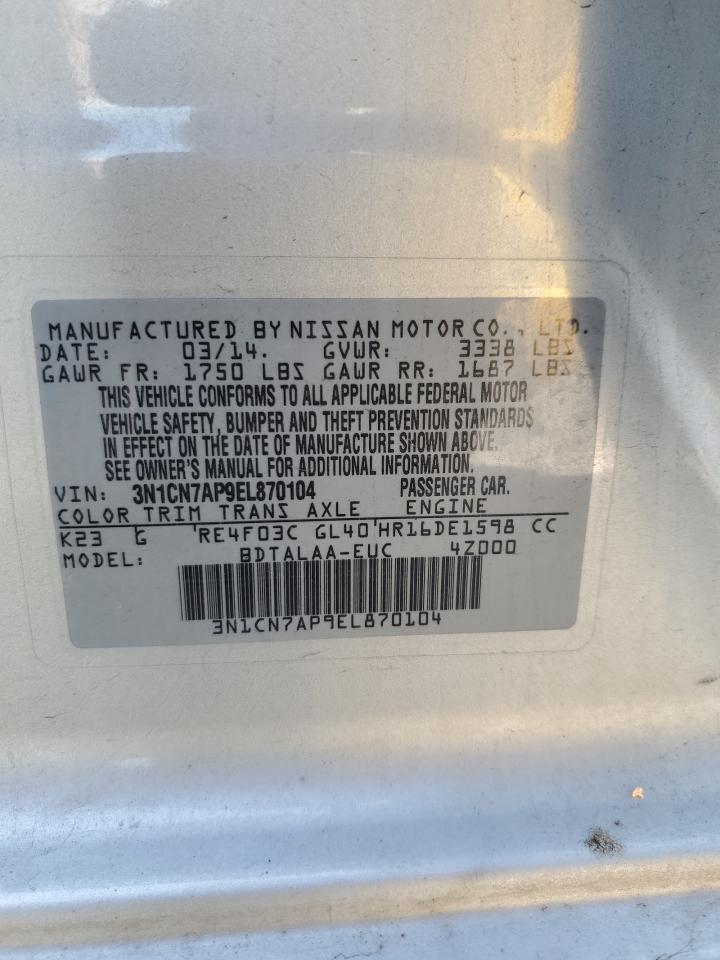 MANUFACTURED BY NISSAN MOTOR CO., LTD.
DATE: 03/14. GVWR: 3338 LBS
GAWR FR: 1750 LBS GAWR RR: 1687 LBS
THIS VEHICLE CONFORMS TO ALL APPLICABLE FEDERAL MOTOR
VEHICLE SAFETY, BUMPER AND THEFT PREVENTION STANDARDS
IN EFFECT ON THE DATE OF MANUFACTURE SHOWN ABOVE.
SEE OWNER'S MANUAL FOR ADDITIONAL INFORMATION.
VIN: 3N1CN7AP9EL870104 PASSENGER CAR.
COLOR TRIM TRANS AXLE ENGINE
K23 G RE4F03C GL40 HR16DE1598 CC
MODEL: BDTALAA-EUC 4Z000
3N1CN7AP9EL870104